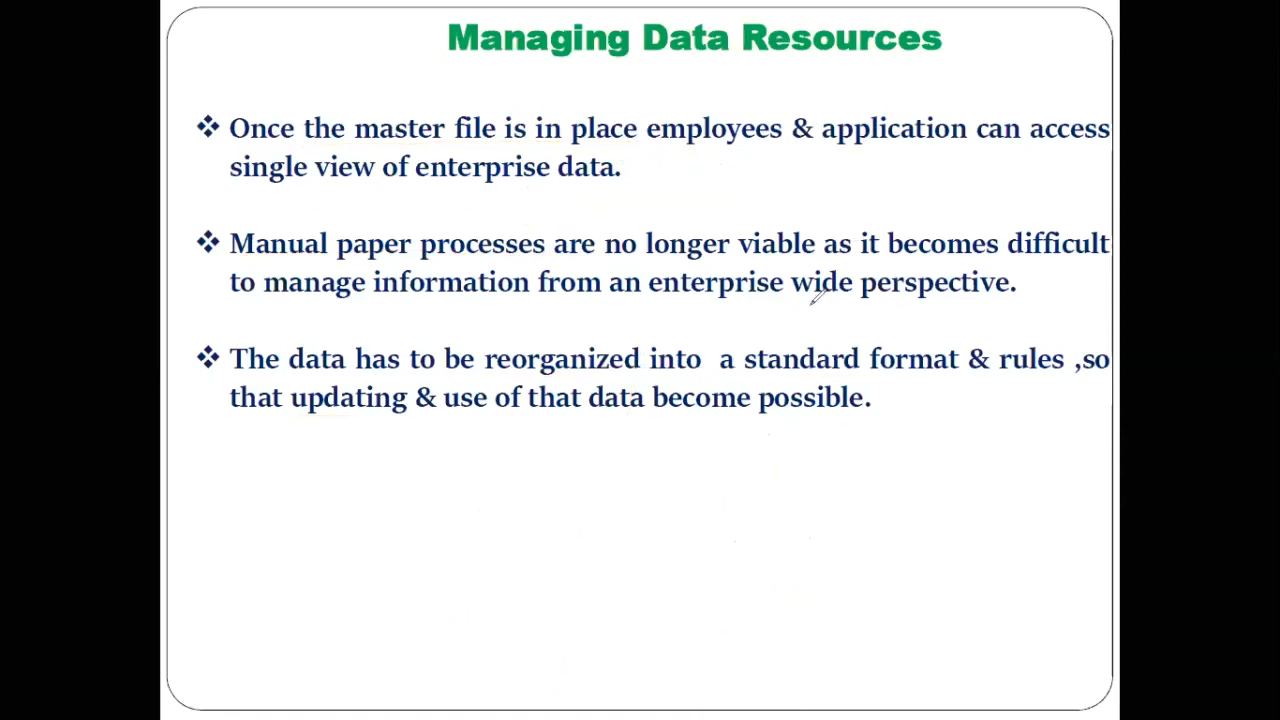 Managing Data Resources
❖ Once the master file is in place employees & application can access
single view of enterprise data.
❖ Manual paper processes are no longer viable as it becomes difficult
to manage information from an enterprise wide perspective.
❖ The data has to be reorganized into a standard format & rules ,so
that updating & use of that data become possible.